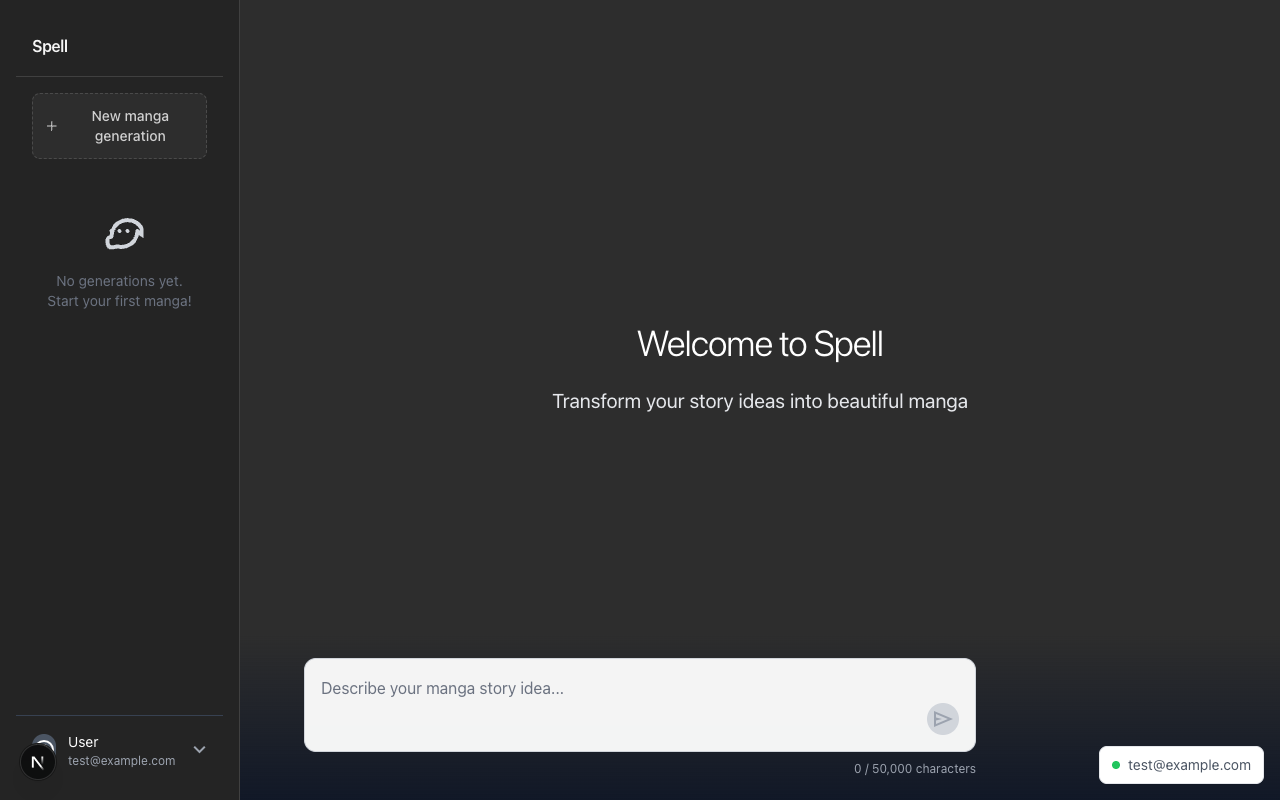 Spell
New manga
generation
No generations yet.
Start your first manga!
Welcome to Spell
Transform your story ideas into beautiful manga
Describe your manga story idea...
0 / 50,000 characters
User
test@example.com
N
test@example.com